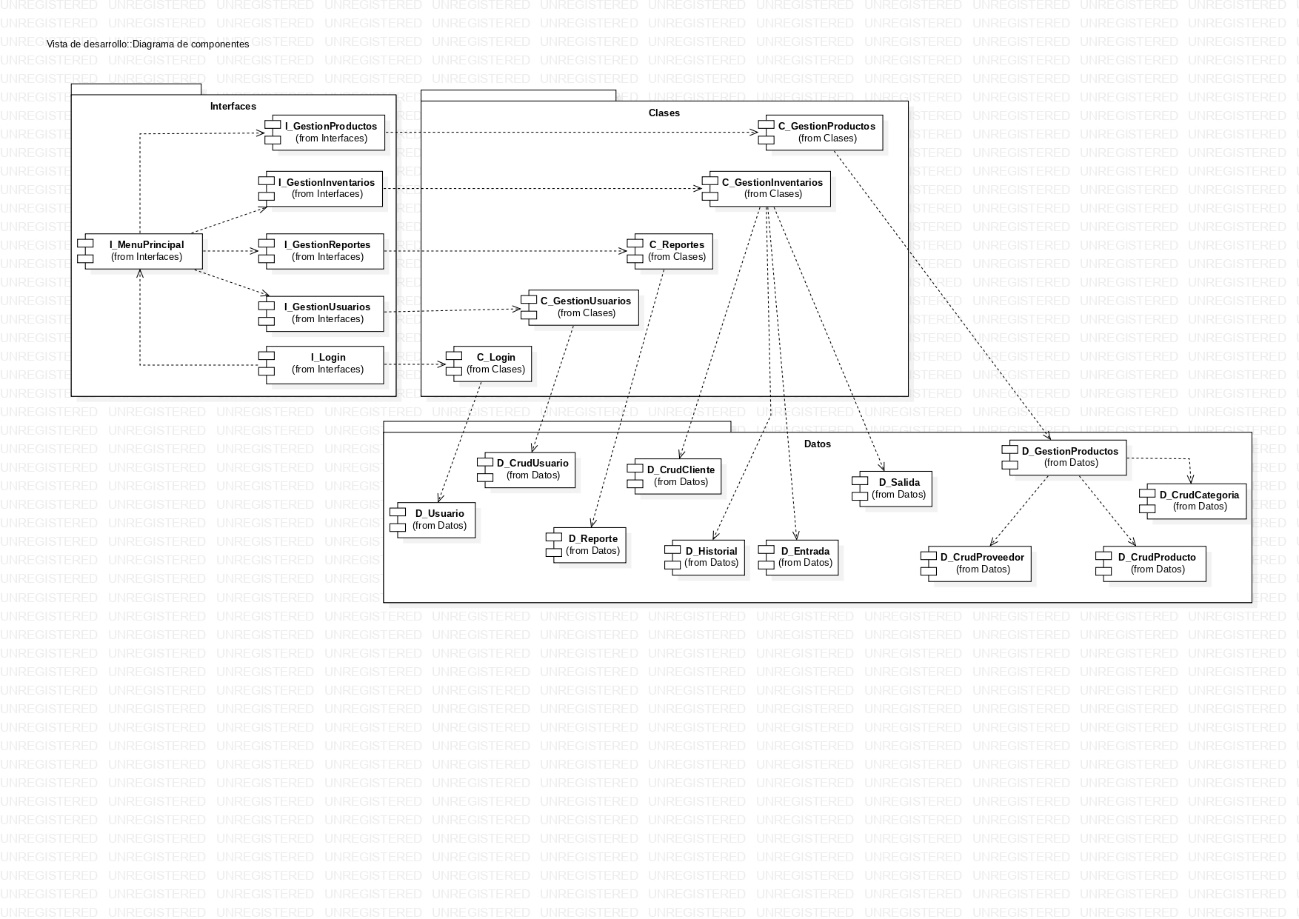 Vista de desarrollo::Diagrama de componentes
Interfaces
I_GestionProductos
(from Interfaces)
I_GestionInventarios
(from Interfaces)
I_MenuPrincipal
(from Interfaces)
I_GestionReportes
(from Interfaces)
I_GestionUsuarios
(from Interfaces)
I_Login
(from Interfaces)
Clases
C_GestionProductos
(from Clases)
C_GestionInventarios
(from Clases)
C_Reportes
(from Clases)
C_GestionUsuarios
(from Clases)
C_Login
(from Clases)
Datos
D_GestionProductos
(from Datos)
D_CrudUsuario
(from Datos)
D_CrudCliente
(from Datos)
D_Salida
(from Datos)
D_CrudCategoria
(from Datos)
D_Usuario
(from Datos)
D_Reporte
(from Datos)
D_Historial
(from Datos)
D_Entrada
(from Datos)
D_CrudProveedor
(from Datos)
D_CrudProducto
(from Datos)
UNREGISTERED